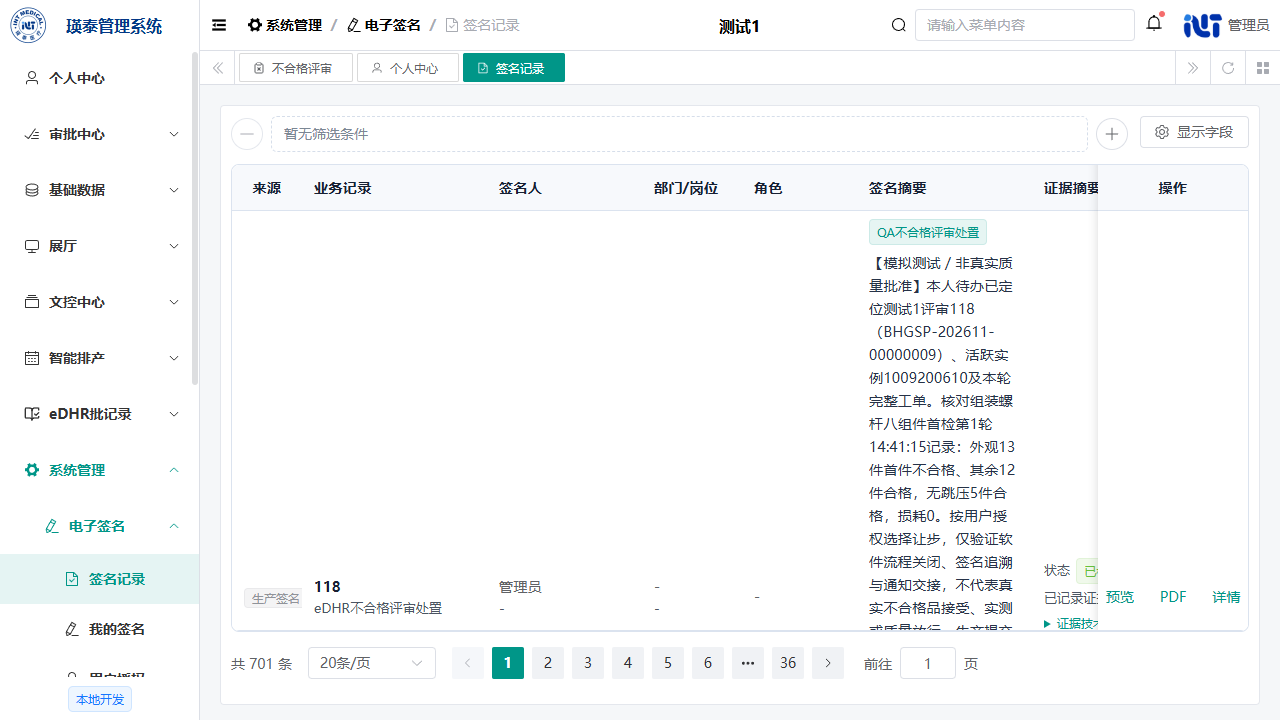 瑛泰管理系统
系统管理 / 电子签名 / 签名记录
测试1
请输入菜单内容
管理员
不合格评审
个人中心
签名记录
个人中心
审批中心
基础数据
展厅
文控中心
智能排产
eDHR批记录
系统管理
电子签名
签名记录
我的签名
本地开发
暂无筛选条件
显示字段
来源 业务记录 签名人 部门/岗位 角色 签名摘要 证据摘要 操作
QA不合格评审处置
【模拟测试 / 非真实质
量批准】本人待办已定
位测试1评审118
（BHGSP-202611-
00000009）、活跃实
例1009200610及本轮
完整工单。核对组装螺
杆八组件首检第1轮
14:41:15记录：外观13
件首件不合格、其余12
件合格，无跳压5件合
格，损耗0。按用户授
权选择让步，仅验证软
件流程关闭、签名追溯
与通知交接，不代表真
实不合格品接受、实测
生产签名
118
eDHR不合格评审处置
管理员
-
-
-
-
状态
已记录证
证据技
预览 PDF 详情
共 701 条
20条/页
1 2 3 4 5 6 ••• 36
前往 1 页